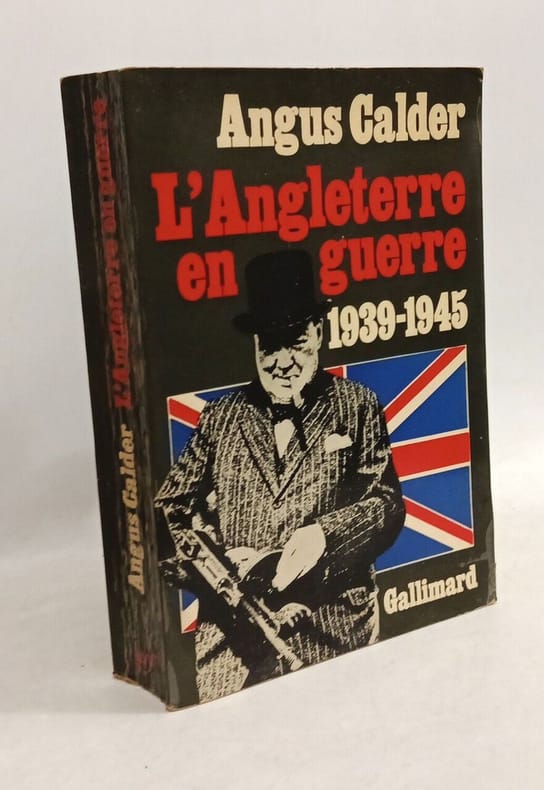 Angus Calder
L'Angleterre
en guerre
1939-1945
Gallimard
Angus Calder L'Angleterre en guerre